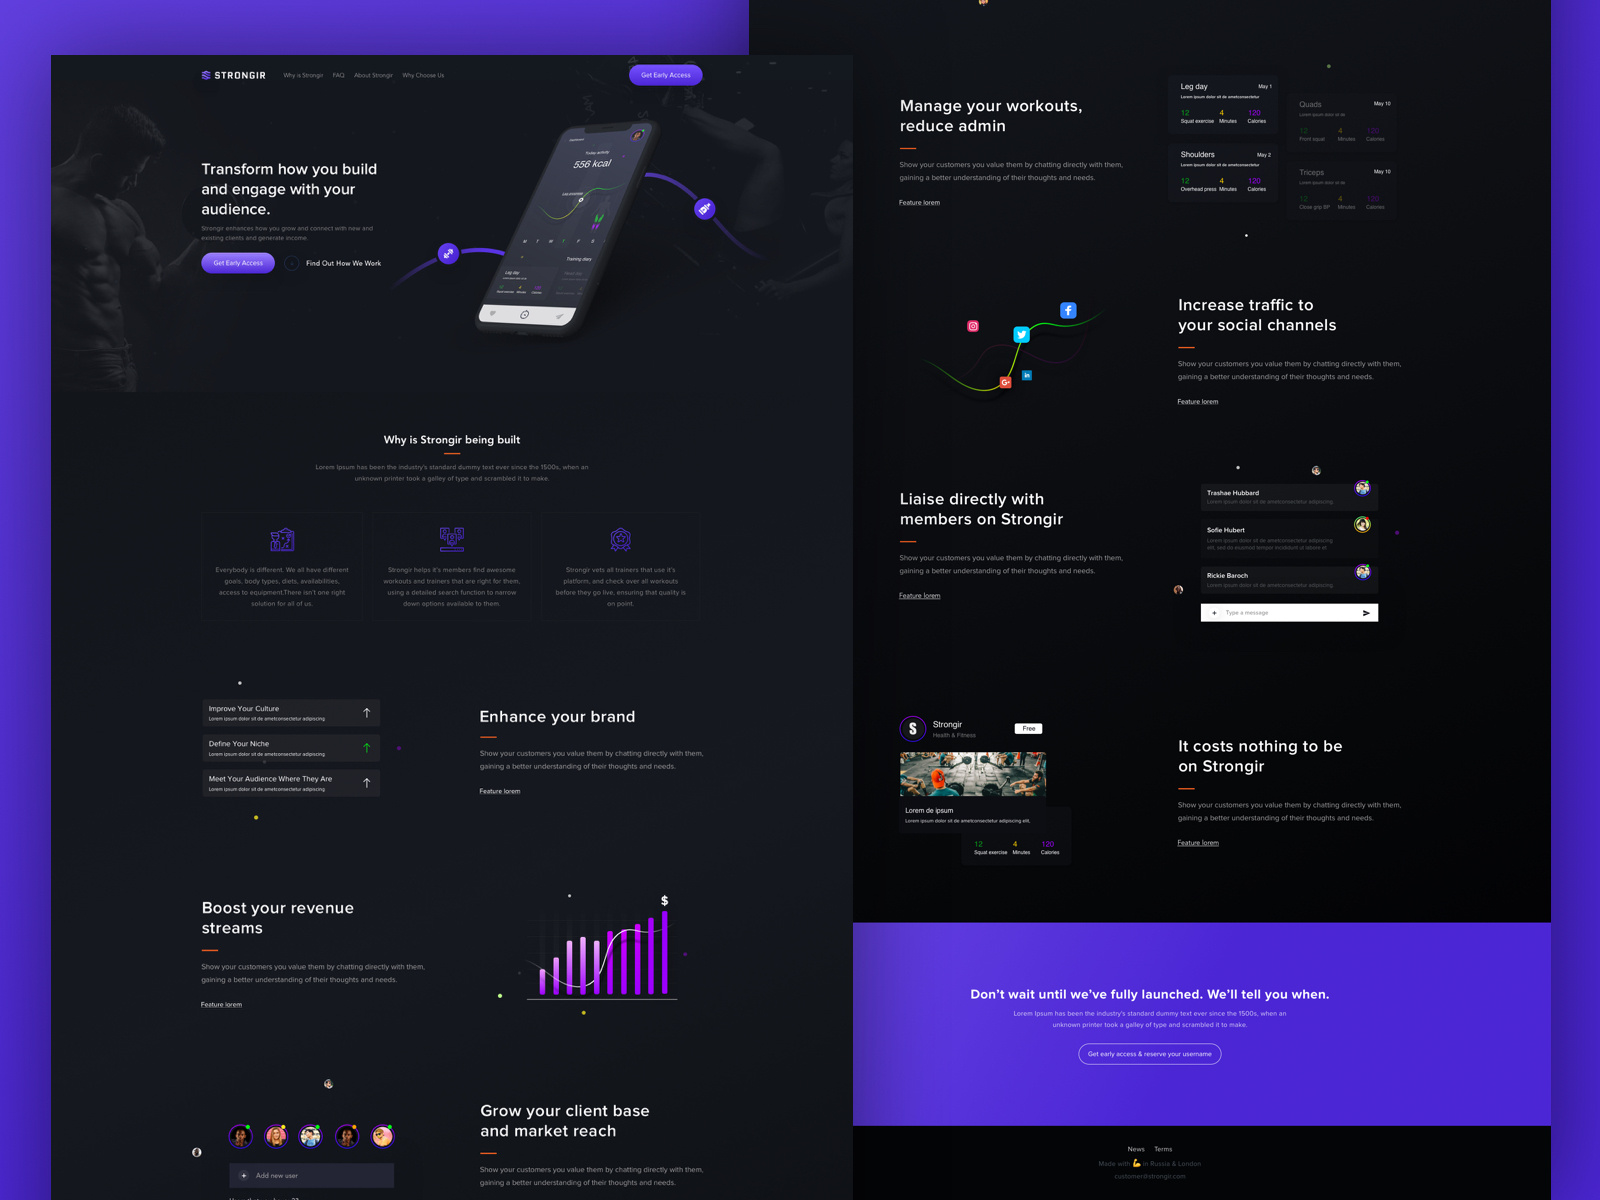 STRONGIR
Why is Strongir
FAQ
About Strongir
Why Choose Us
Get Early Access
Transform how you build
and engage with your
audience.
Strongir enhances how you grow and connect with new and
existing clients and generate income.
Get Early Access
Find Out How We Work
Today activity
556 kcal
M T W T F S
Training diary
Leg day
Why is Strongir being built
Lorem Ipsum has been the industry's standard dummy text ever since the 1500s, when an
unknown printer took a galley of type and scrambled it to make.
Everybody is different. We all have different
goals, body types, diets, availabilities,
access to equipment.There isn't one right
solution for all of us.
Strongir helps it's members find awesome
workouts and trainers that are right for them,
using a detailed search function to narrow
down options available to them.
Strongir vets all trainers that use it's
platform, and check over all workouts
before they go live, ensuring that quality is
on point.
Improve Your Culture
Lorem ipsum dolor sit de ametconsectetur adipiscing
Define Your Niche
Lorem ipsum dolor sit de ametconsectetur adipiscing
Meet Your Audience Where They Are
Lorem ipsum dolor sit de ametconsectetur adipiscing
Enhance your brand
Show your customers you value them by chatting directly with them,
gaining a better understanding of their thoughts and needs.
Feature lorem
Boost your revenue
streams
Show your customers you value them by chatting directly with them,
gaining a better understanding of their thoughts and needs.
Feature lorem
$
Add new user
Grow your client base
and market reach
Show your customers you value them by chatting directly with them,
gaining a better understanding of their thoughts and needs.
Manage your workouts,
reduce admin
Show your customers you value them by chatting directly with them,
gaining a better understanding of their thoughts and needs.
Feature lorem
Leg day May 1
Lorem ipsum dolor sit de ametconsectetur
12 4 120
Squat exercise Minutes Calories
Shoulders May 2
Lorem ipsum dolor sit de ametconsectetur
12 4 120
Overhead press Minutes Calories
Quads May 10
Lorem ipsum dolor sit de
12 4 120
Front squat Minutes Calories
Triceps May 10
Lorem ipsum dolor sit de
12 4 120
Close grip BP Minutes Calories
Increase traffic to
your social channels
Show your customers you value them by chatting directly with them,
gaining a better understanding of their thoughts and needs.
Feature lorem
f
G+
in
Liaise directly with
members on Strongir
Show your customers you value them by chatting directly with them,
gaining a better understanding of their thoughts and needs.
Feature lorem
Trashae Hubbard
Lorem ipsum dolor sit de ametconsectetur adipiscing.
Sofie Hubert
Lorem ipsum dolor sit de ametconsectetur adipiscing
elit, sed do eiusmod tempor incididunt ut labore et
Rickie Baroch
Lorem ipsum dolor sit de ametconsectetur adipiscing
+ Type a message
S
Strongir
Health & Fitness
Free
Lorem de ipsum
Lorem ipsum dolor sit de ametconsectetur adipiscing elit,
12 4 120
Squat exercise Minutes Calories
It costs nothing to be
on Strongir
Show your customers you value them by chatting directly with them,
gaining a better understanding of their thoughts and needs.
Feature lorem
Don't wait until we've fully launched. We'll tell you when.
Lorem Ipsum has been the industry's standard dummy text ever since the 1500s, when an
unknown printer took a galley of type and scrambled it to make.
Get early access & reserve your username
News Terms
Made with 💪 in Russia & London
customer@strongir.com